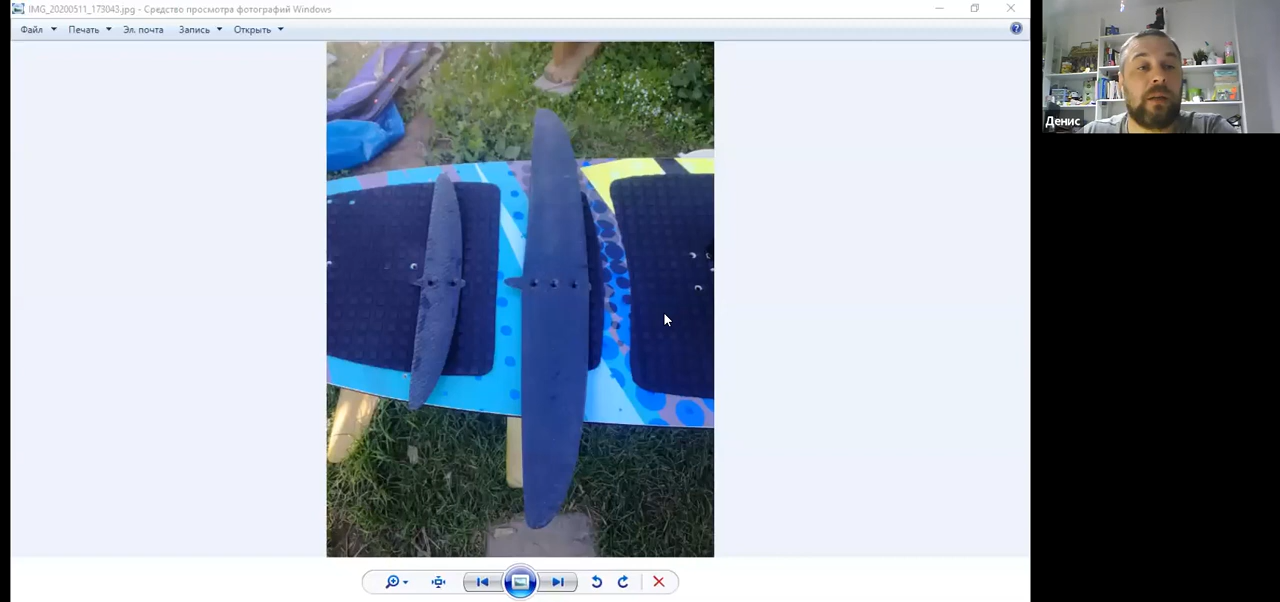 IMG_20200511_173043.jpg - Средство просмотра фотографий Windows
Файл Печать Эл. почта Запись Открыть
Денис